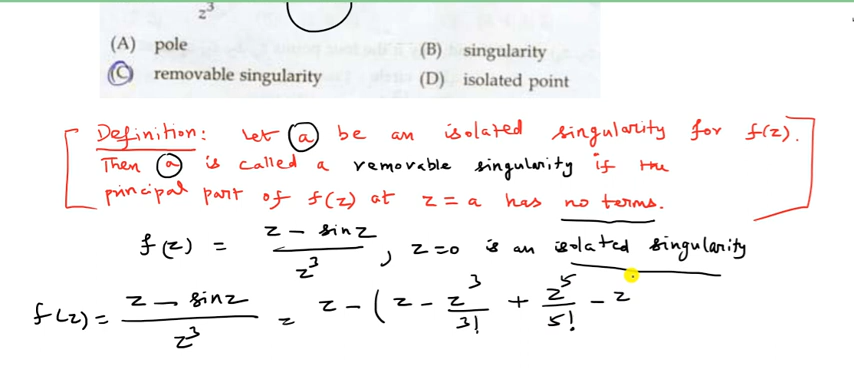 z³
(A) pole (B) singularity
(C) removable singularity (D) isolated point
Definition: Let a be an isolated singularity for f(z).
Then a is called a removable singularity if the
principal part of f(z) at z = a has no terms.
f(z) = z - sin z / z³ , z=0 is an isolated singularity
f(z) = z - sin z / z³ = z - (z - z³/3! + z⁵/5! - z